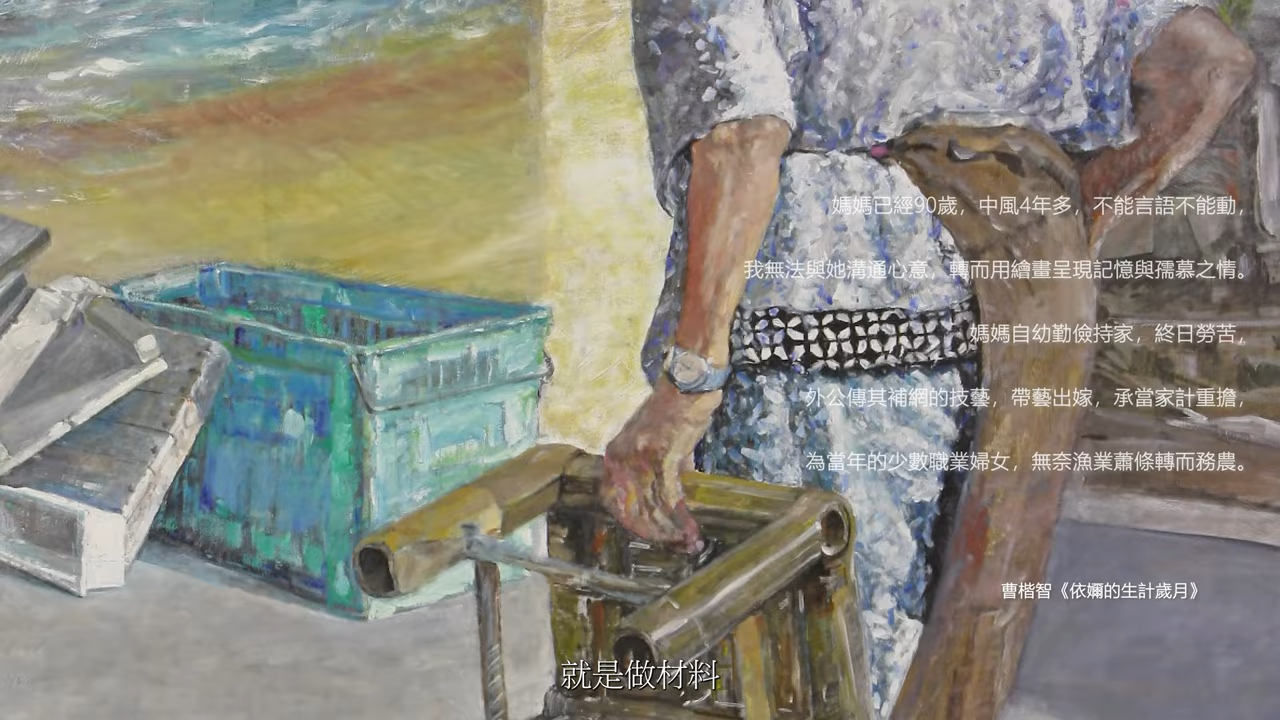 媽媽已經90歲，中風4年多，不能言語不能動，
我無法與她溝通心意，轉而用繪畫呈現記憶與孺慕之情。
媽媽自幼勤儉持家，終日勞苦，
外公傳其補網的技藝，帶藝出嫁，承當家計重擔，
為當年的少數職業婦女，無奈漁業蕭條轉而務農。
曹楷智《依嬭的生計歲月》
就是做材料